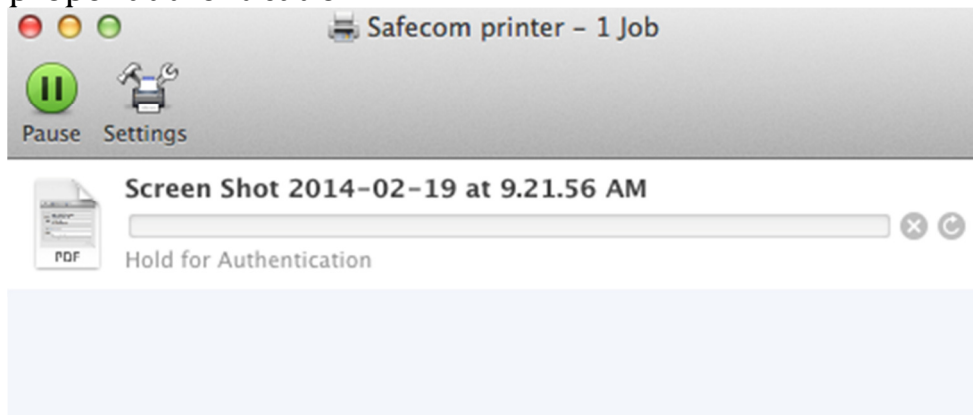 Safecom printer – 1 Job
Pause Settings
Screen Shot 2014-02-19 at 9.21.56 AM
PDF
Hold for Authentication